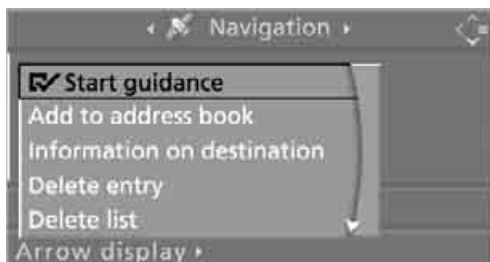 Navigation
Start guidance
Add to address book
Information on destination
Delete entry
Delete list
Arrow display